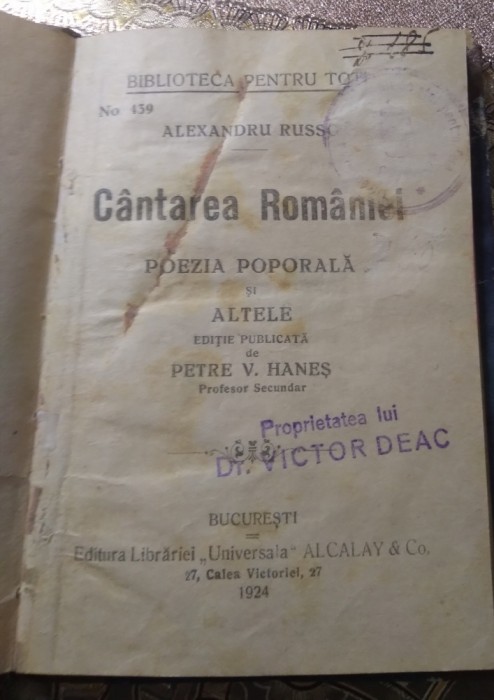 BIBLIOTECA PENTRU TOȚI
No 439
ALEXANDRU RUSSO
Cântarea României
POEZIA POPORALĂ
ȘI
ALTELE
EDIȚIE PUBLICATĂ
de
PETRE V. HANEȘ
Profesor Secundar
Proprietatea lui
Dr. VICTOR DEAC
BUCUREȘTI
Editura Librăriei „Universala" ALCALAY & Co.
27, Calea Victoriei, 27
1924